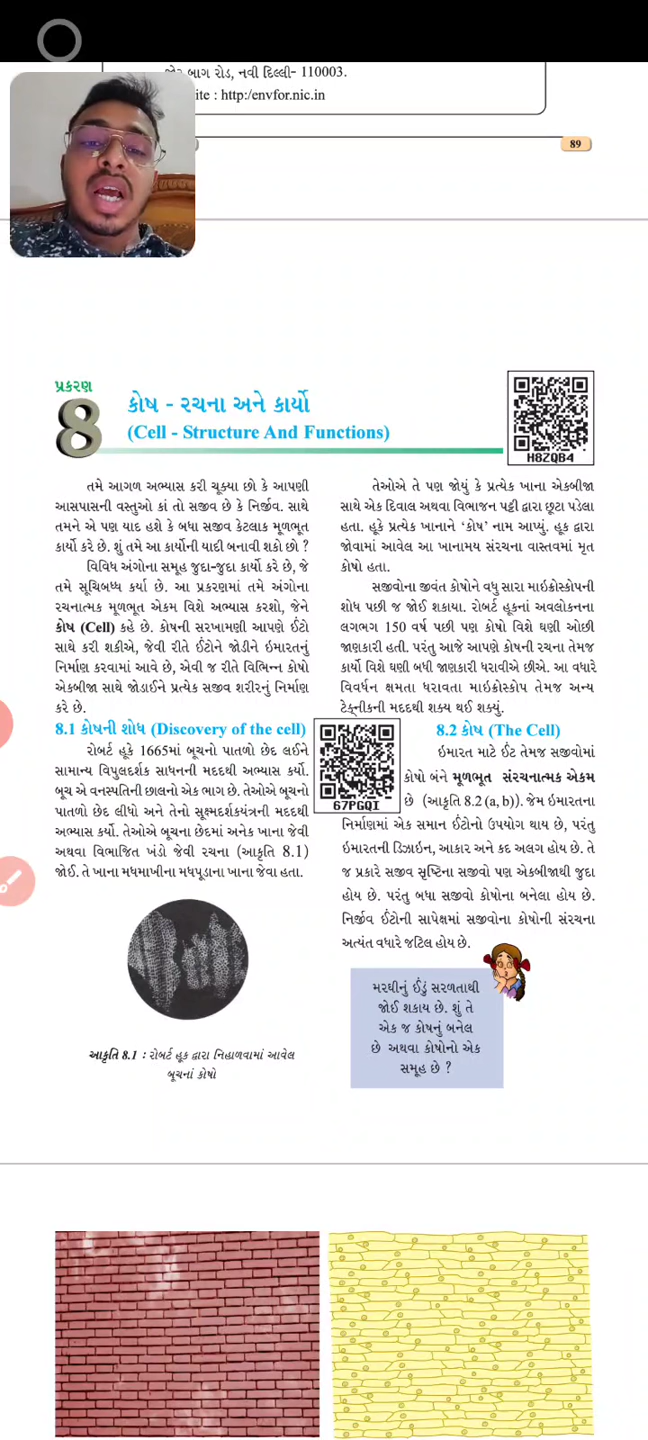 જોર બાગ રોડ, નવી દિલ્લી- 110003.
ite : http:/envfor.nic.in
89
પ્રકરણ
8
કોષ - રચના અને કાર્યો
(Cell - Structure And Functions)
H8ZQB4
તમે આગળ અભ્યાસ કરી ચૂક્યા છો કે આપણી
આસપાસની વસ્તુઓ કાં તો સજીવ છે કે નિર્જીવ. સાથે
તમને એ પણ યાદ હશે કે બધા સજીવ કેટલાક મૂળભૂત
કાર્યો કરે છે. શું તમે આ કાર્યોની યાદી બનાવી શકો છો ?
વિવિધ અંગોના સમૂહ જુદા-જુદા કાર્યો કરે છે, જે
તમે સૂચિબધ્ધ કર્યા છે. આ પ્રકરણમાં તમે અંગોના
રચનાત્મક મૂળભૂત એકમ વિશે અભ્યાસ કરશો, જેને
કોષ (Cell) કહે છે. કોષની સરખામણી આપણે ઈંટો
સાથે કરી શકીએ, જેવી રીતે ઈંટોને જોડીને ઇમારતનું
નિર્માણ કરવામાં આવે છે, એવી જ રીતે વિભિન્ન કોષો
એકબીજા સાથે જોડાઈને પ્રત્યેક સજીવ શરીરનું નિર્માણ
કરે છે.
8.1 કોષની શોધ (Discovery of the cell)
રોબર્ટ હૂકે 1665માં બૂચનો પાતળો છેદ લઈને
સામાન્ય વિપુલદર્શક સાધનની મદદથી અભ્યાસ કર્યો.
બૂચ એ વનસ્પતિની છાલનો એક ભાગ છે. તેઓએ બૂચનો
પાતળો છેદ લીધો અને તેનો સૂક્ષ્મદર્શકયંત્રની મદદથી
અભ્યાસ કર્યો. તેઓએ બૂચના છેદમાં અનેક ખાના જેવી
અથવા વિભાજિત ખંડો જેવી રચના (આકૃતિ 8.1)
જોઈ. તે ખાના મધમાખીના મધપૂડાના ખાના જેવા હતા.
આકૃતિ 8.1 : રોબર્ટ હૂક દ્વારા નિહાળવામાં આવેલ
બૂચનાં કોષો
તેઓએ તે પણ જોયું કે પ્રત્યેક ખાના એકબીજા
સાથે એક દિવાલ અથવા વિભાજન પટ્ટી દ્વારા છૂટા પડેલા
હતા. હૂકે પ્રત્યેક ખાનાને ‘કોષ’ નામ આપ્યું. હૂક દ્વારા
જોવામાં આવેલ આ ખાનામય સંરચના વાસ્તવમાં મૃત
કોષો હતા.
સજીવોના જીવંત કોષોને વધુ સારા માઇક્રોસ્કોપની
શોધ પછી જ જોઈ શકાયા. રોબર્ટ હૂકનાં અવલોકનના
લગભગ 150 વર્ષ પછી પણ કોષો વિશે ઘણી ઓછી
જાણકારી હતી. પરંતુ આજે આપણે કોષની રચના તેમજ
કાર્યો વિશે ઘણી બધી જાણકારી ધરાવીએ છીએ. આ વધારે
વિવર્ધન ક્ષમતા ધરાવતા માઇક્રોસ્કોપ તેમજ અન્ય
ટેક્નીકની મદદથી શક્ય થઈ શક્યું.
67PGQI
8.2 કોષ (The Cell)
ઇમારત માટે ઈંટ તેમજ સજીવોમાં
કોષો બંને મૂળભૂત સંરચનાત્મક એકમ
છે (આકૃતિ 8.2 (a, b)). જેમ ઇમારતના
નિર્માણમાં એક સમાન ઈંટોનો ઉપયોગ થાય છે, પરંતુ
ઇમારતની ડિઝાઇન, આકાર અને કદ અલગ હોય છે. તે
જ પ્રકારે સજીવ સૃષ્ટિના સજીવો પણ એકબીજાથી જુદા
હોય છે. પરંતુ બધા સજીવો કોષોના બનેલા હોય છે.
નિર્જીવ ઈંટોની સાપેક્ષમાં સજીવોના કોષોની સંરચના
અત્યંત વધારે જટિલ હોય છે.
મરઘીનું ઈંડું સરળતાથી
જોઈ શકાય છે. શું તે
એક જ કોષનું બનેલ
છે અથવા કોષોનો એક
સમૂહ છે ?